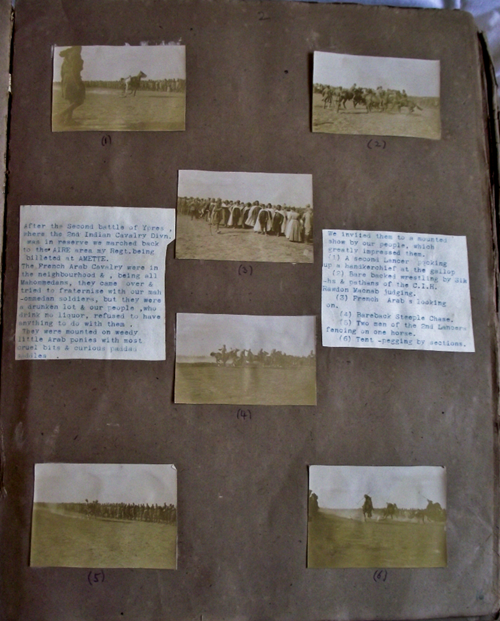 (1)
(2)
(3)
After the Second battle of Ypres,
where the 2nd Indian Cavalry Divn.
was in reserve we marched back
to the AIRE area my Regt. being
billeted at AMETTE.
The French Arab Cavalry were in
the neighbourhood & , being all
Mahommedans, they came over &
tried to fraternise with our mah
-omedan soldiers, but they were
a drunken lot & our people ,who
drink no liquor, refused to have
anything to do with them .
They were mounted on weedy
little Arab ponies with most
cruel bits & curious padded
saddles
We invited them to a mounted
show by our people, which
greatly impressed them.
(1) A second Lancer picking
up a handkerchief at the gallop
(2) Bare Backed wrestling by Sik
-hs & Pathans of the C.I.H.
Judging.
(3) French Arabs looking
on.
(4) Bareback Steeple Chase.
(5) Two men of the 2nd Lancers
fencing on one horse.
(6) Tent -pegging by sections.
(4)
(5)
(6)